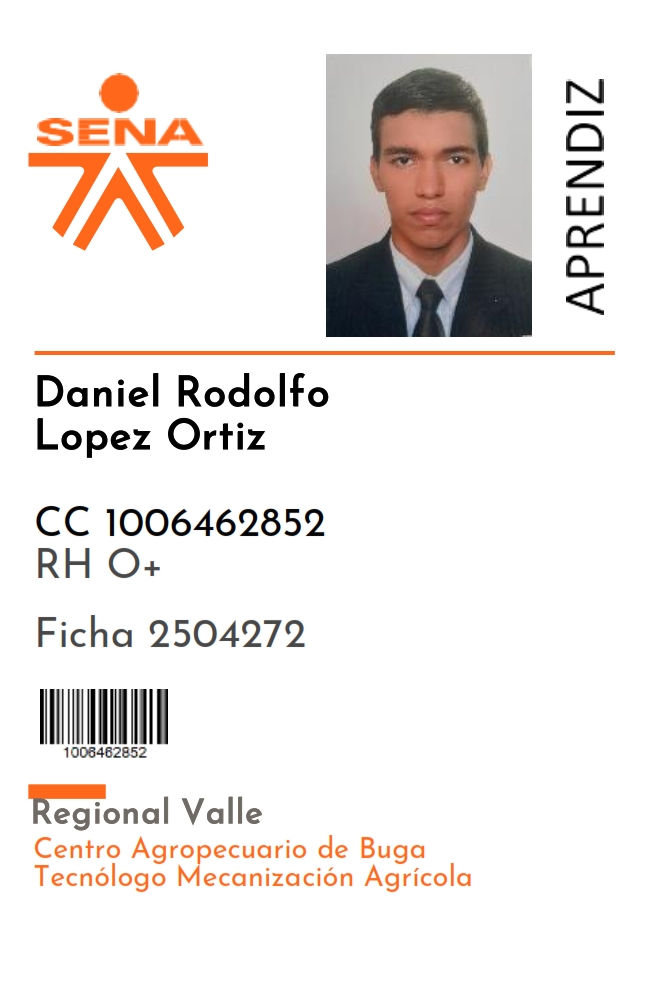 SENA
APRENDIZ
Daniel Rodolfo
Lopez Ortiz
CC 1006462852
RH O+
Ficha 2504272
1006462852
Regional Valle
Centro Agropecuario de Buga
Tecnólogo Mecanización Agrícola